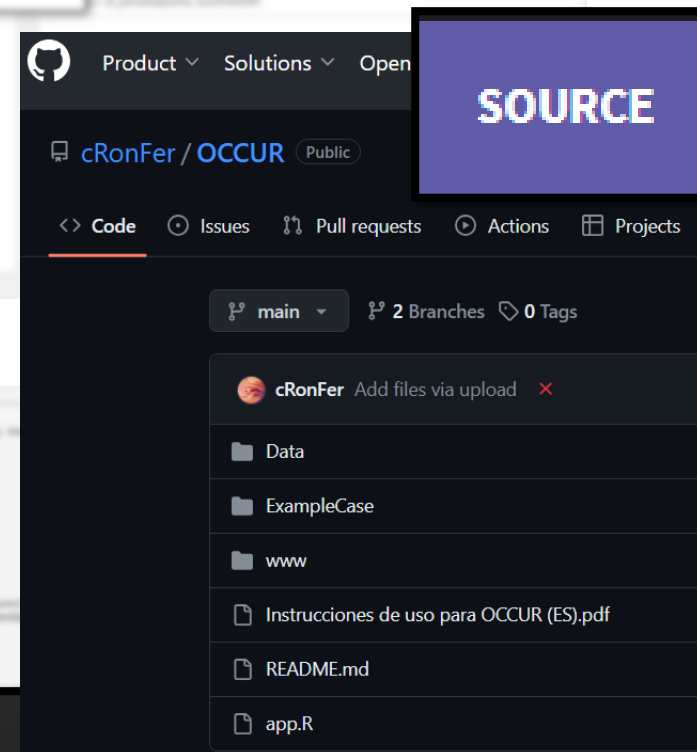 Product Solutions Open
SOURCE
cRonFer / OCCUR Public
Code Issues Pull requests Actions Projects
main 2 Branches 0 Tags
cRonFer Add files via upload
Data
ExampleCase
www
Instrucciones de uso para OCCUR (ES).pdf
README.md
app.R